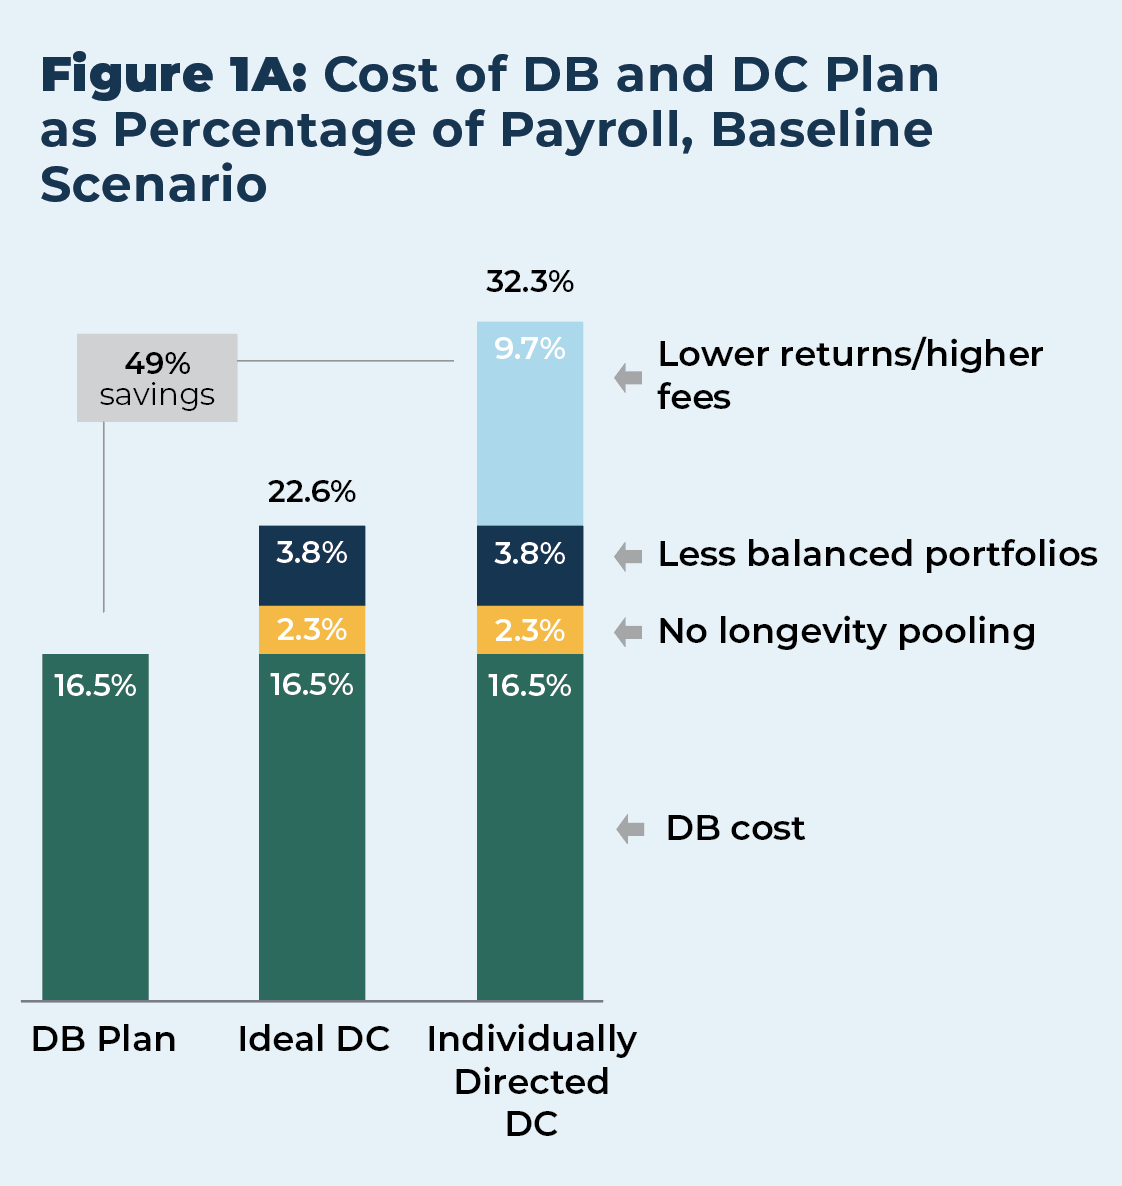 Figure 1A: Cost of DB and DC Plan
as Percentage of Payroll, Baseline
Scenario
32.3%
49%
savings
9.7%
Lower returns/higher
fees
22.6%
3.8%
3.8%
Less balanced portfolios
2.3%
2.3%
No longevity pooling
16.5%
16.5%
16.5%
DB cost
DB Plan
Ideal DC
Individually
Directed
DC